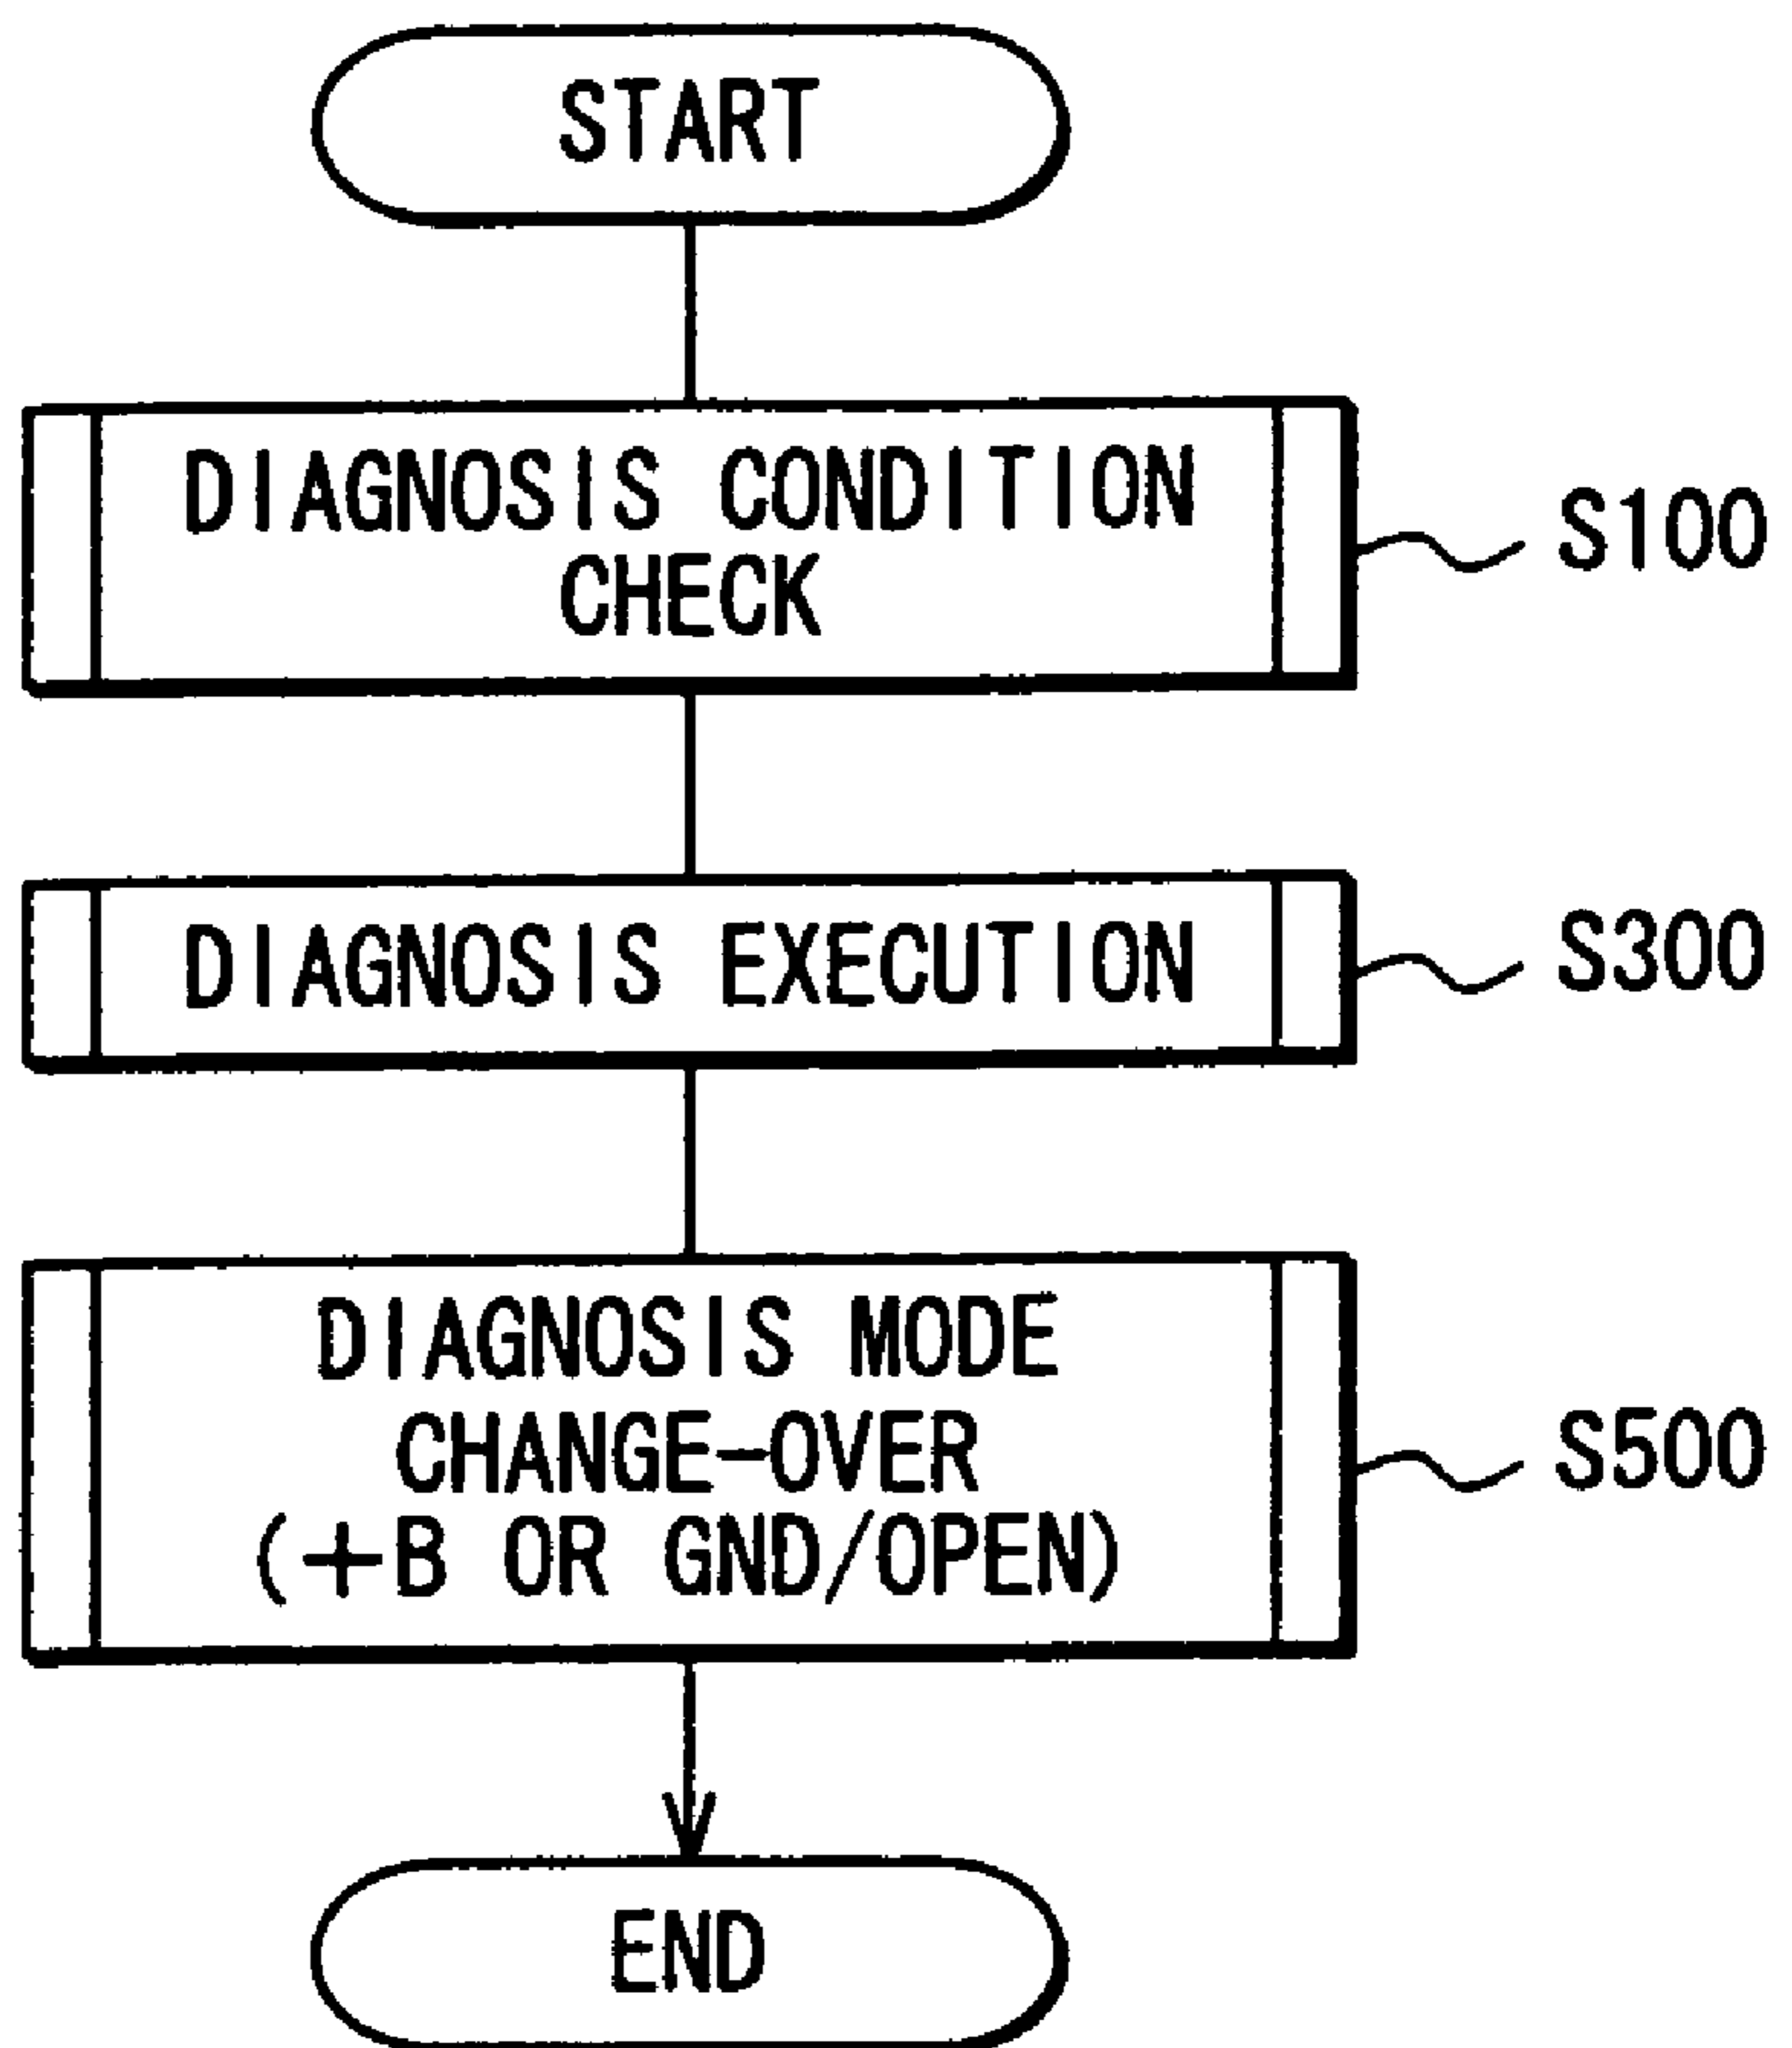 START
DIAGNOSIS CONDITION
CHECK
S100
DIAGNOSIS EXECUTION
S300
DIAGNOSIS MODE
CHANGE-OVER
(+B OR GND/OPEN)
S500
END